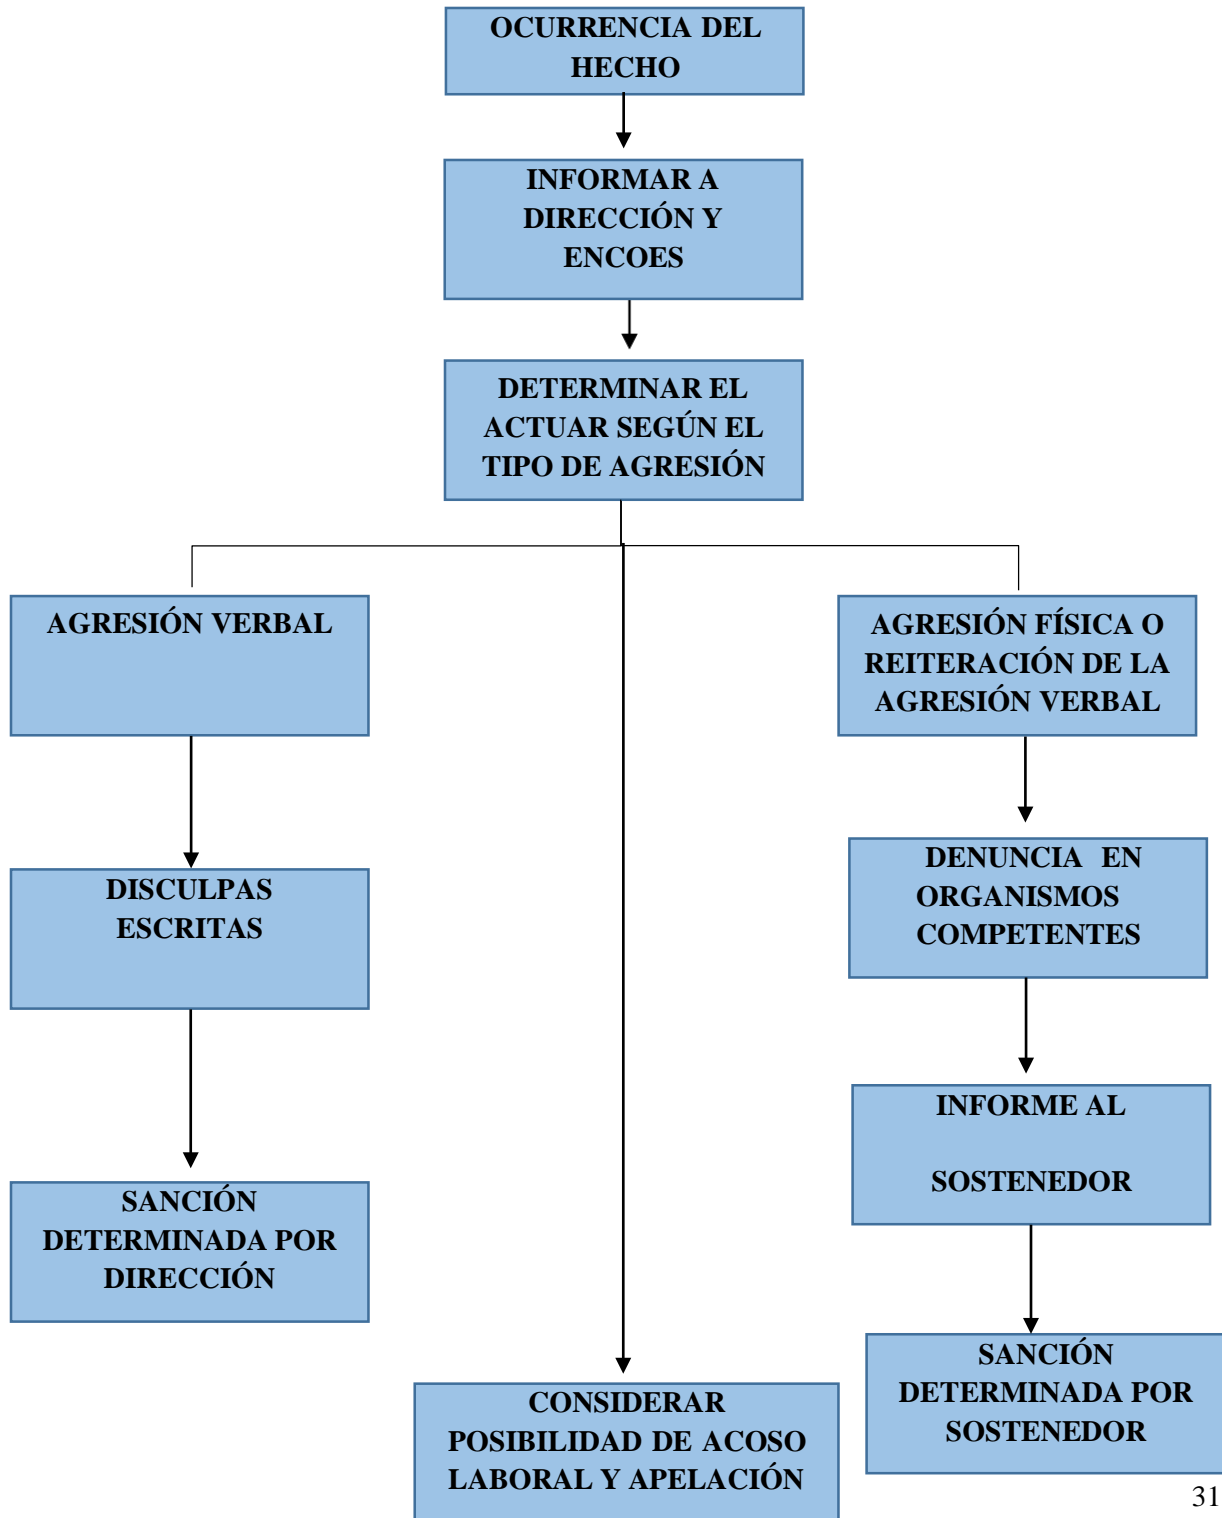 OCURRENCIA DEL
HECHO
INFORMAR A
DIRECCIÓN Y
ENCOES
DETERMINAR EL
ACTUAR SEGÚN EL
TIPO DE AGRESIÓN
AGRESIÓN VERBAL
DISCULPAS
ESCRITAS
SANCIÓN
DETERMINADA POR
DIRECCIÓN
CONSIDERAR
POSIBILIDAD DE ACOSO
LABORAL Y APELACIÓN
AGRESIÓN FÍSICA O
REITERACIÓN DE LA
AGRESIÓN VERBAL
DENUNCIA EN
ORGANISMOS
COMPETENTES
INFORME AL
SOSTENEDOR
SANCIÓN
DETERMINADA POR
SOSTENEDOR
31